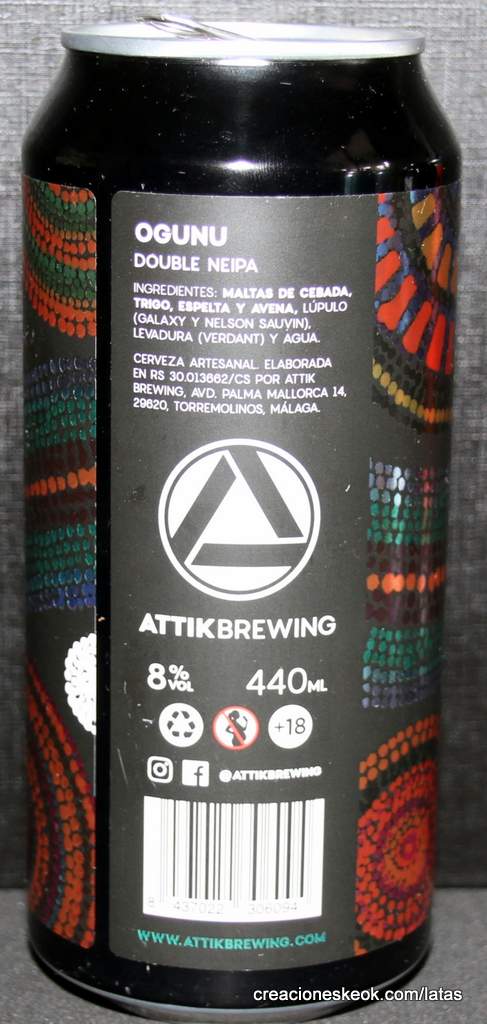 OGUNU
DOUBLE NEIPA
INGREDIENTES: MALTAS DE CEBADA,
TRIGO, ESPELTA Y AVENA, LÚPULO
(GALAXY Y NELSON SAUVIN),
LEVADURA (VERDANT) Y AGUA.
CERVEZA ARTESANAL. ELABORADA
EN RS 30.013662/CS POR ATTIK
BREWING, AVD. PALMA MALLORCA 14,
29620, TORREMOLINOS, MÁLAGA.
ATTIKBREWING
8% VOL 440ML
+18
@ATTIKBREWING
8 437022 306094
WWW.ATTIKBREWING.COM
creacioneskeok.com/latas